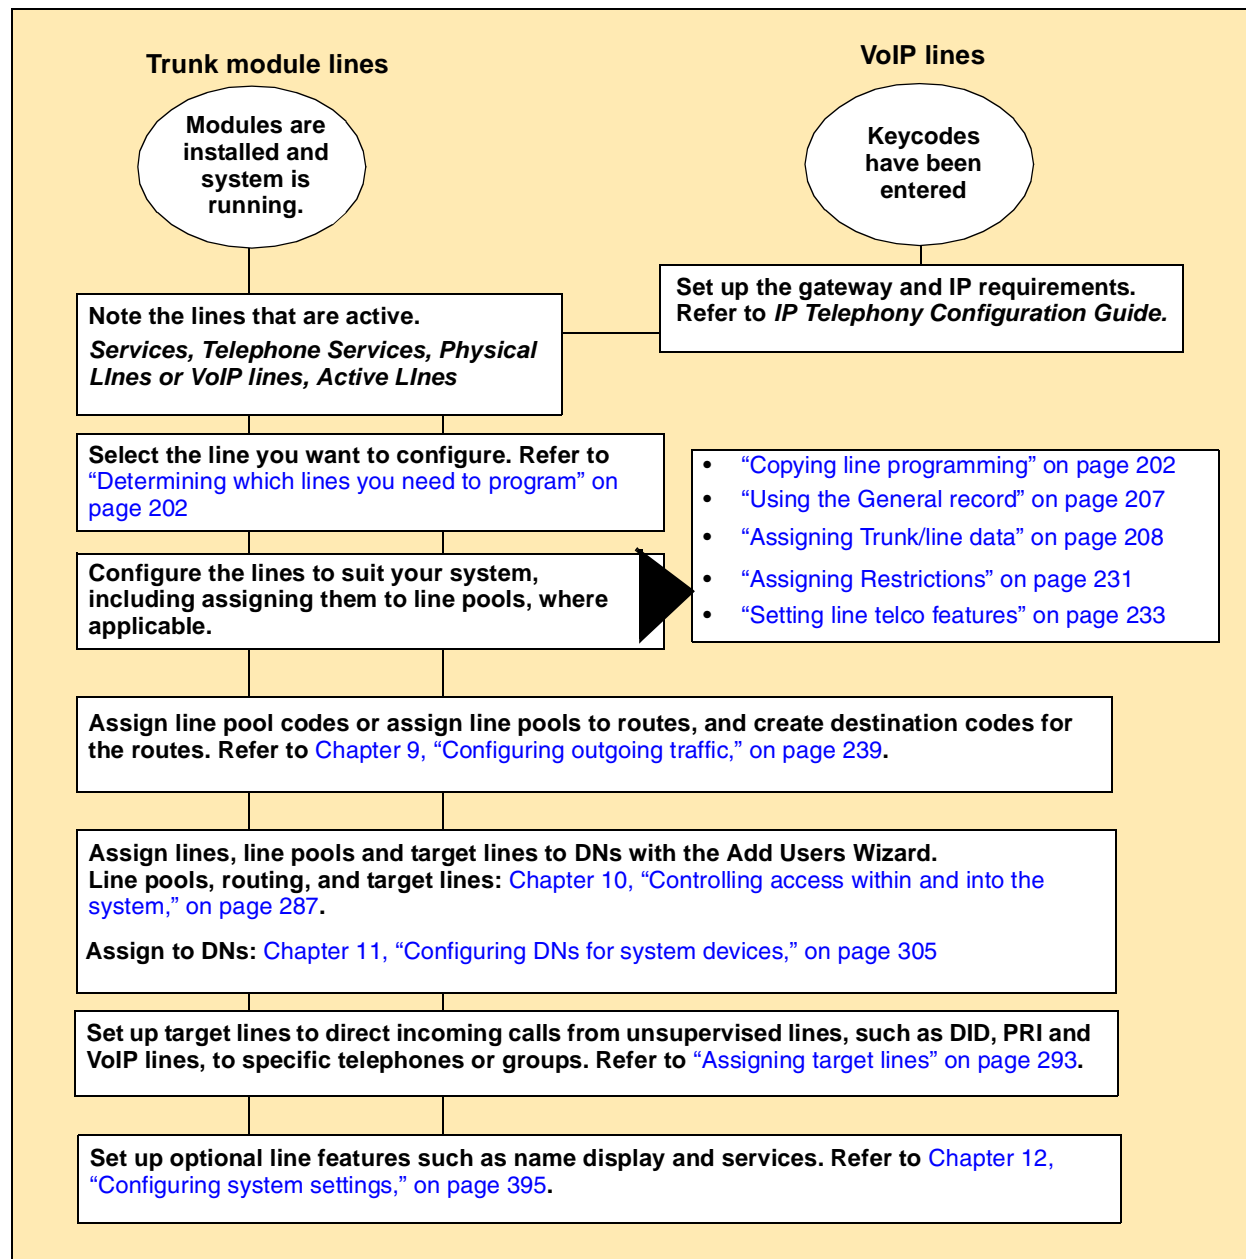 Trunk module lines
VoIP lines
Modules are
installed and
system is
running.
Keycodes
have been
entered
Set up the gateway and IP requirements.
Refer to IP Telephony Configuration Guide.
Note the lines that are active.
Services, Telephone Services, Physical
LInes or VoIP lines, Active LInes
Select the line you want to configure. Refer to
“Determining which lines you need to program” on
page 202
Configure the lines to suit your system,
including assigning them to line pools, where
applicable.
• “Copying line programming” on page 202
• “Using the General record” on page 207
• “Assigning Trunk/line data” on page 208
• “Assigning Restrictions” on page 231
• “Setting line telco features” on page 233
Assign line pool codes or assign line pools to routes, and create destination codes for
the routes. Refer to Chapter 9, “Configuring outgoing traffic,” on page 239.
Assign lines, line pools and target lines to DNs with the Add Users Wizard.
Line pools, routing, and target lines: Chapter 10, “Controlling access within and into the
system,” on page 287.
Assign to DNs: Chapter 11, “Configuring DNs for system devices,” on page 305
Set up target lines to direct incoming calls from unsupervised lines, such as DID, PRI and
VoIP lines, to specific telephones or groups. Refer to “Assigning target lines” on page 293.
Set up optional line features such as name display and services. Refer to Chapter 12,
“Configuring system settings,” on page 395.